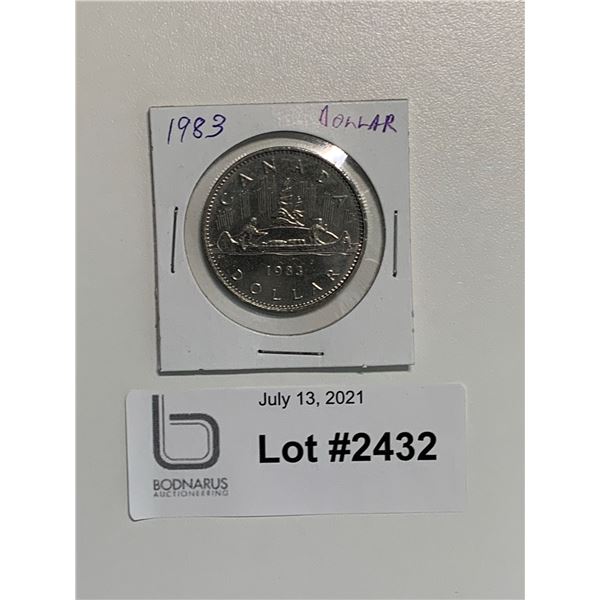 1983 DOLLAR
CANADA
1983
DOLLAR
July 13, 2021
Lot #2432
BODNARUS
AUCTIONEERING